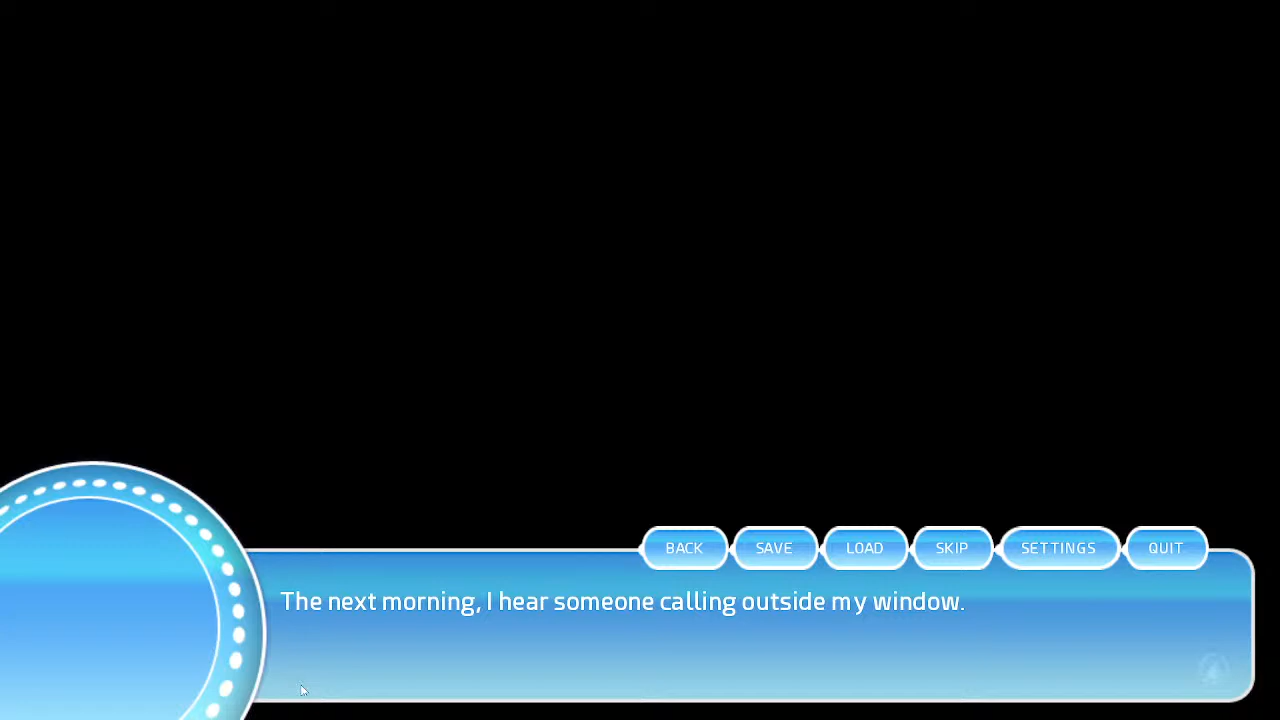 BACK SAVE LOAD SKIP SETTINGS QUIT
The next morning, I hear someone calling outside my window.